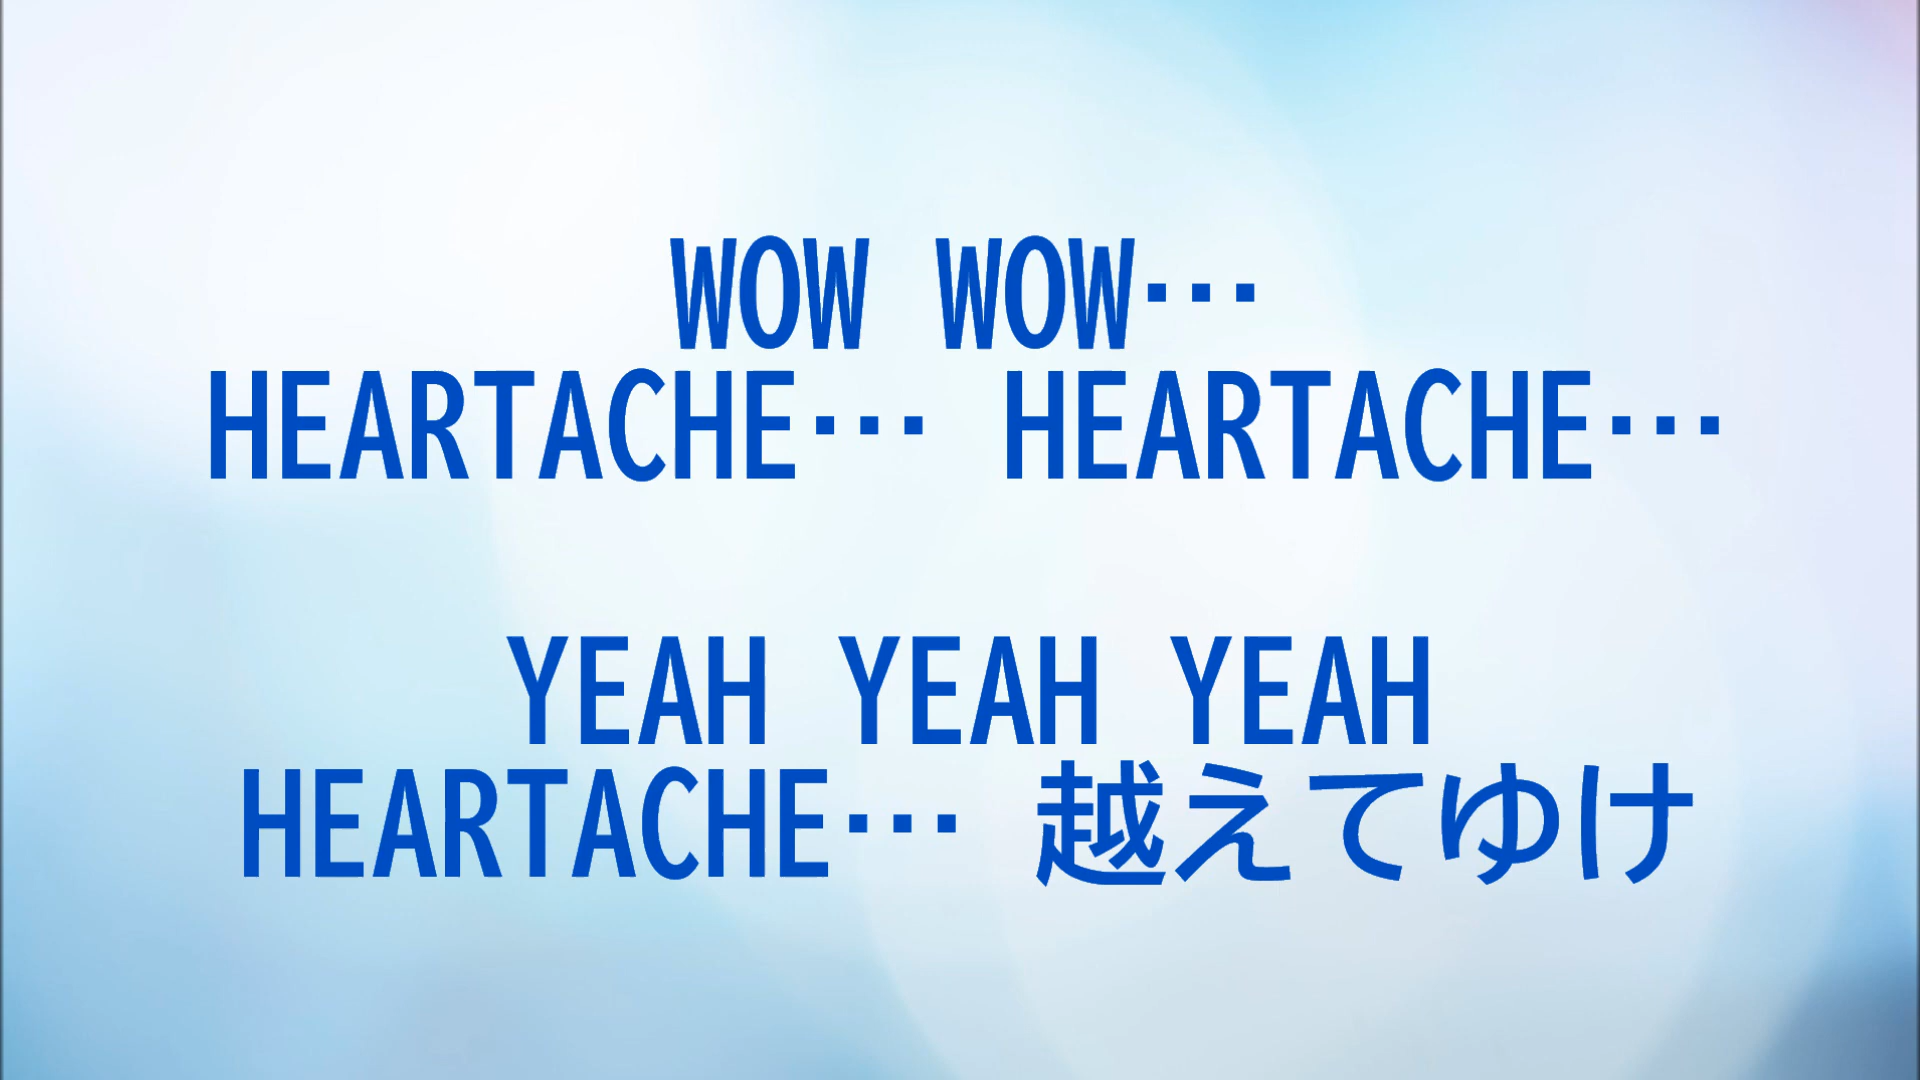 WOW WOW…
HEARTACHE… HEARTACHE…
YEAH YEAH YEAH
HEARTACHE… 越えてゆけ